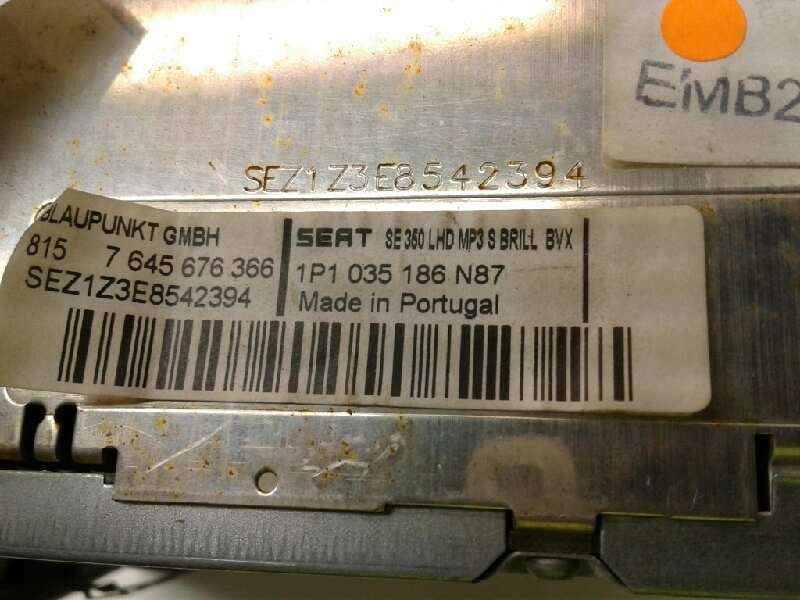 EMB2
SEZ1Z3E8542394
BLAUPUNKT GMBH
815 7 645 676 366
SEZ1Z3E8542394
SEAT SE 350 LHD MP3 S BRILL BVX
1P1 035 186 N87
Made in Portugal